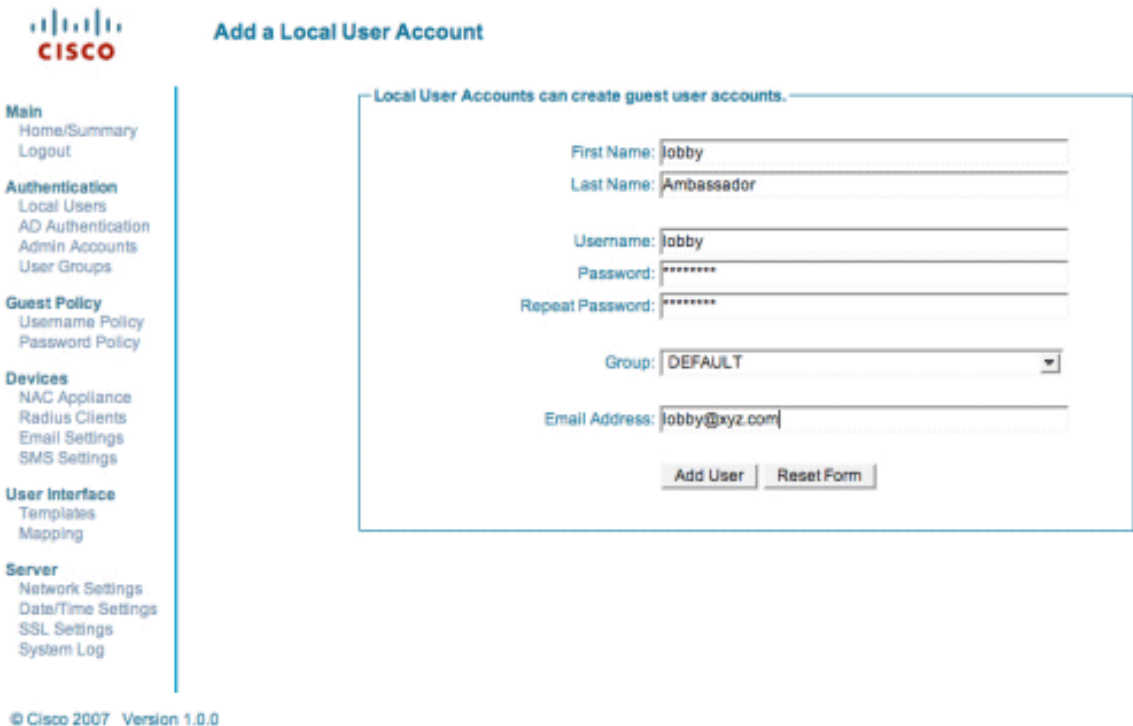 CISCO
Add a Local User Account
Main
Home/Summary
Logout
Authentication
Local Users
AD Authentication
Admin Accounts
User Groups
Guest Policy
Username Policy
Password Policy
Devices
NAC Appliance
Radius Clients
Email Settings
SMS Settings
User Interface
Templates
Mapping
Server
Network Settings
Date/Time Settings
SSL Settings
System Log
Local User Accounts can create guest user accounts.
First Name: lobby
Last Name: Ambassador
Username: lobby
Password: ********
Repeat Password: ********
Group: DEFAULT
Email Address: lobby@xyz.com
Add User Reset Form
© Cisco 2007 Version 1.0.0